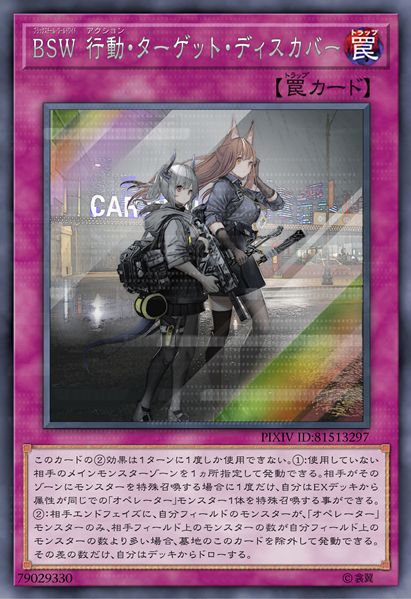 アクション
BSW 行動・ターゲット・ディスカバー
トラップ
罠
トラップ
【罠カード】
CAR
PIXIV ID:81513297
このカードの②効果は1ターンに1度しか使用できない。①:使用していない
相手のメインモンスターゾーンを1ヵ所指定して発動できる。相手がその
ゾーンにモンスターを特殊召喚する場合に1度だけ、自分はEXデッキから
属性が同じでの「オペレーター」モンスター1体を特殊召喚する事ができる。
②:相手エンドフェイズに、自分フィールドのモンスターが、「オペレーター」
モンスターのみ、相手フィールド上のモンスターの数が自分フィールド上の
モンスターの数より多い場合、墓地のこのカードを除外して発動できる。
その差の数だけ、自分はデッキからドローする。
79029330
©袁翼